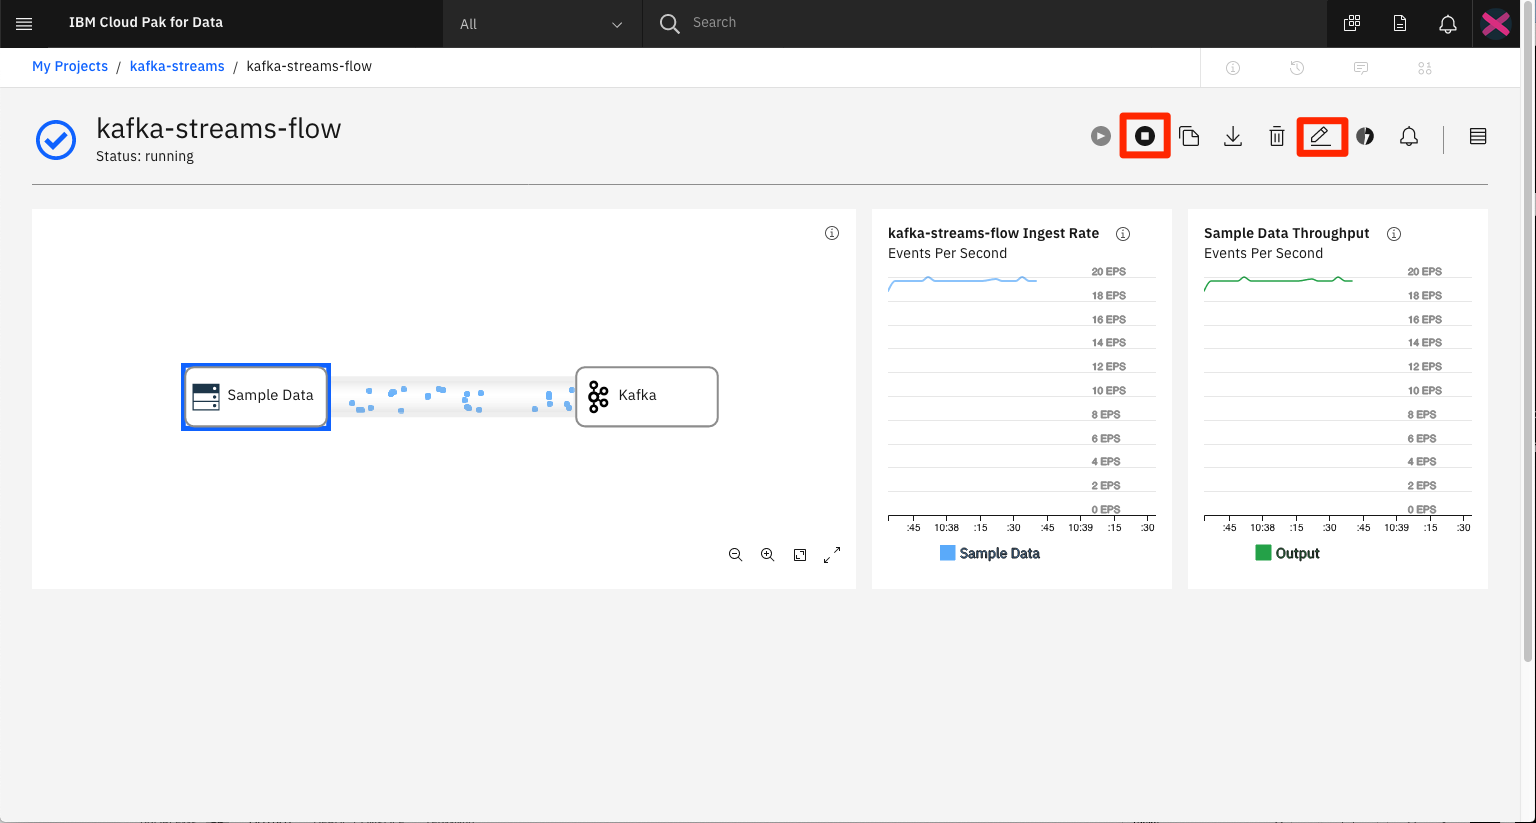 IBM Cloud Pak for Data
All
Search
My Projects / kafka-streams / kafka-streams-flow
kafka-streams-flow
Status: running
Sample Data
Kafka
kafka-streams-flow Ingest Rate
Events Per Second
20 EPS
18 EPS
16 EPS
14 EPS
12 EPS
10 EPS
8 EPS
6 EPS
4 EPS
2 EPS
0 EPS
:45 10:38 :15 :30 :45 10:39 :15 :30
Sample Data
Sample Data Throughput
Events Per Second
20 EPS
18 EPS
16 EPS
14 EPS
12 EPS
10 EPS
8 EPS
6 EPS
4 EPS
2 EPS
0 EPS
:45 10:38 :15 :30 :45 10:39 :15 :30
Output